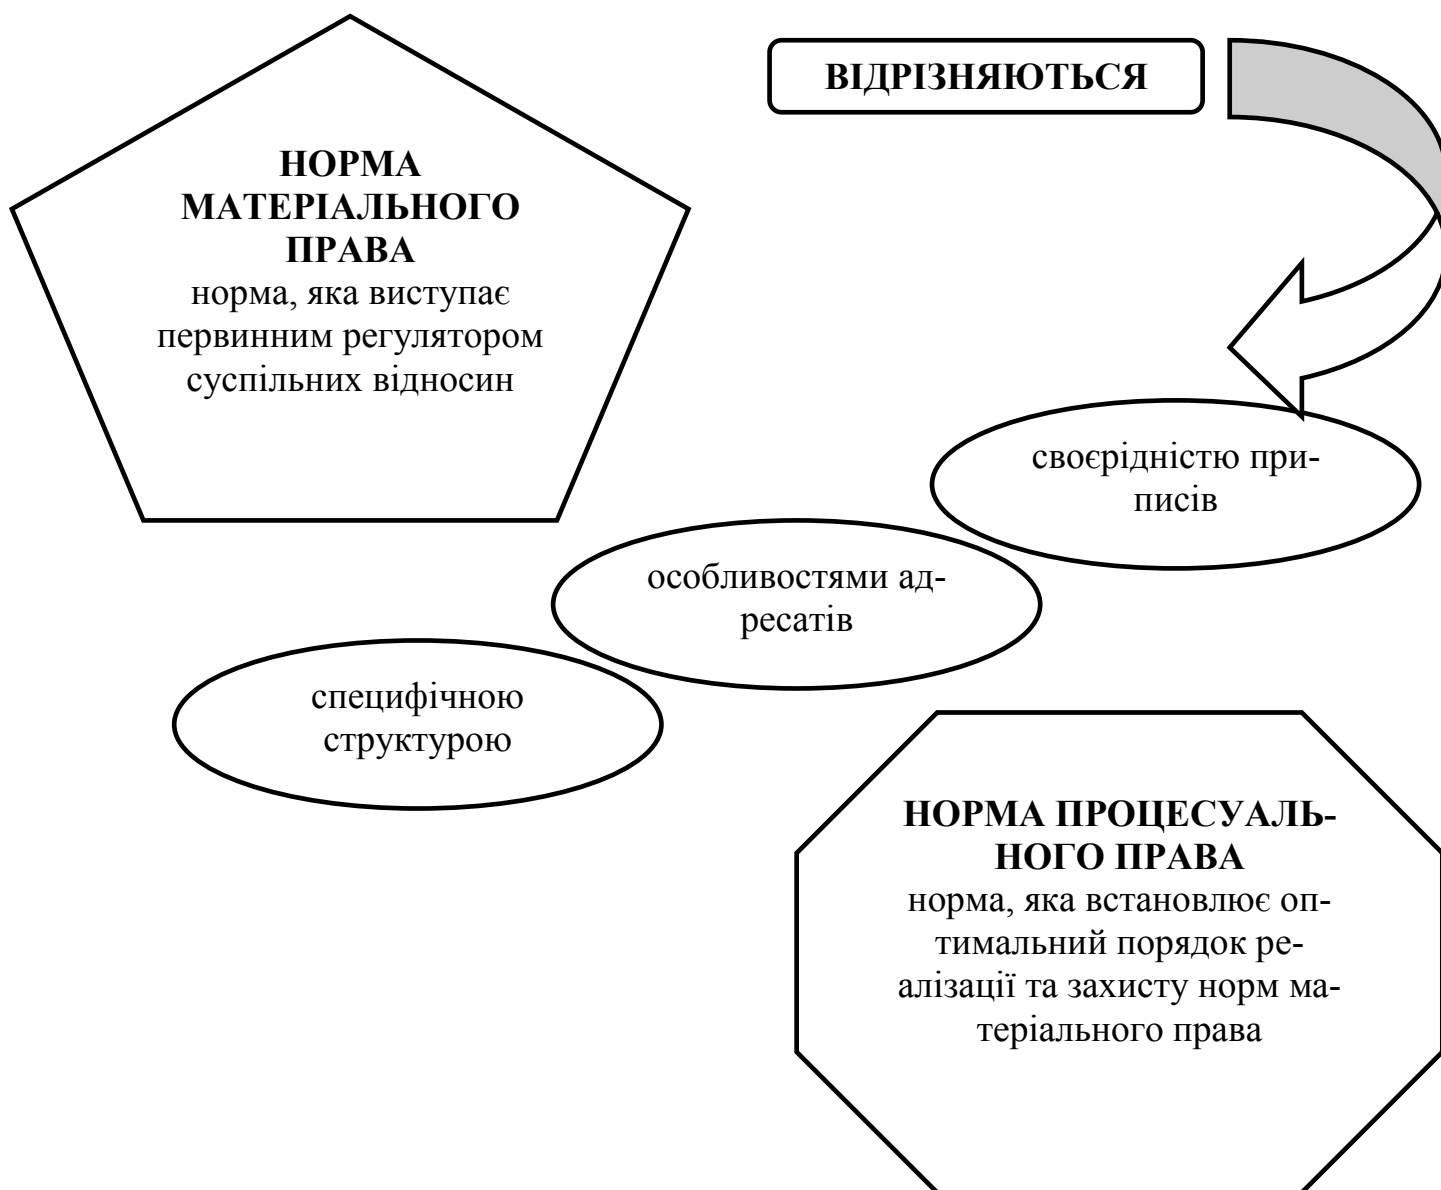 ВІДРІЗНЯЮТЬСЯ
НОРМА
МАТЕРІАЛЬНОГО
ПРАВА
норма, яка виступає
первинним регулятором
суспільних відносин
своєрідністю при-
писів
особливостями ад-
ресатів
специфічною
структурою
НОРМА ПРОЦЕСУАЛЬ-
НОГО ПРАВА
норма, яка встановлює оп-
тимальний порядок ре-
алізації та захисту норм ма-
теріального права